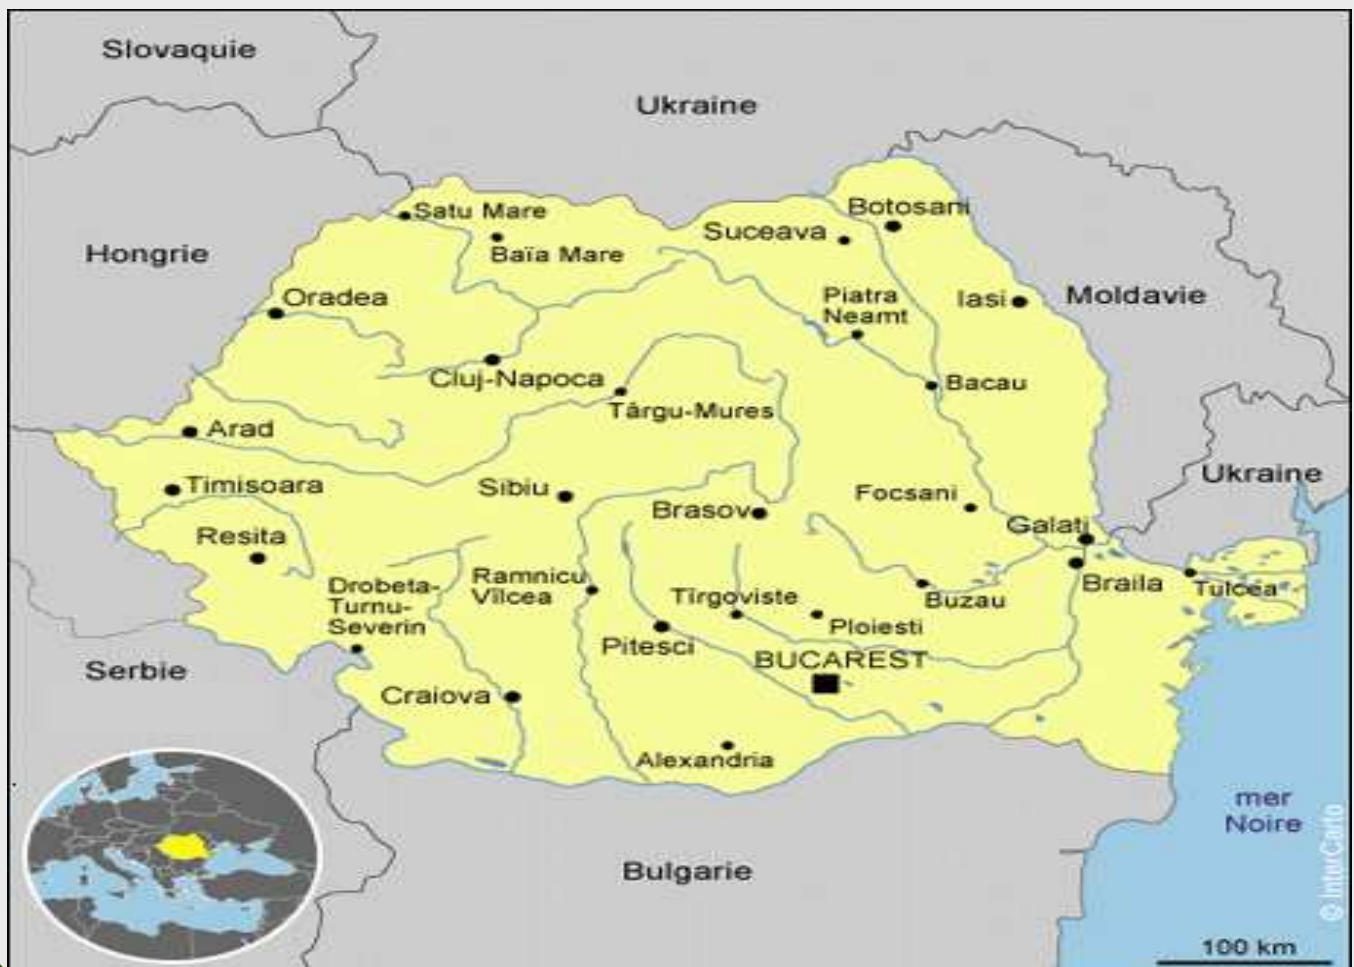 Slovaquie
Ukraine
Hongrie
Satu Mare
Baïa Mare
Suceava
Botosani
Oradea
Piatra
Neamt
Iasi
Moldavie
Cluj-Napoca
Târgu-Mures
Bacau
Arad
Timisoara
Sibiu
Brasov
Focsani
Ukraine
Galati
Resita
Drobeta-
Turnu-
Severin
Ramnicu
Vîlcea
Tîrgoviste
Ploiesti
Buzau
Braila
Tulcea
Pitesci
BUCAREST
Serbie
Craiova
Alexandria
mer
Noire
Bulgarie
© InterCarto
100 km